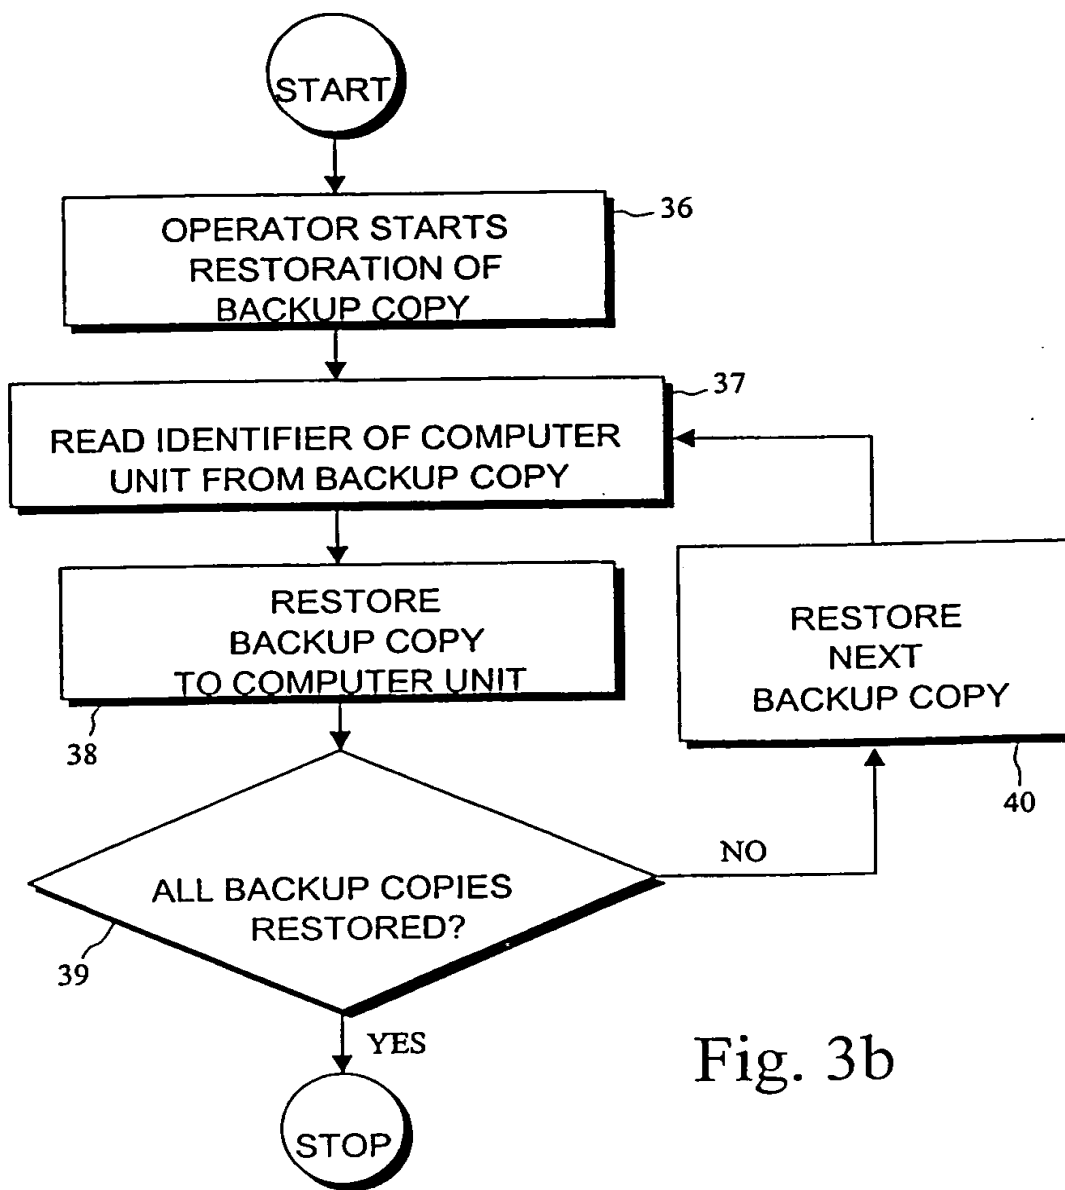 START
OPERATOR STARTS
RESTORATION OF
BACKUP COPY
36
READ IDENTIFIER OF COMPUTER
UNIT FROM BACKUP COPY
37
RESTORE
BACKUP COPY
TO COMPUTER UNIT
38
RESTORE
NEXT
BACKUP COPY
40
ALL BACKUP COPIES
RESTORED?
39
NO
YES
STOP
Fig. 3b